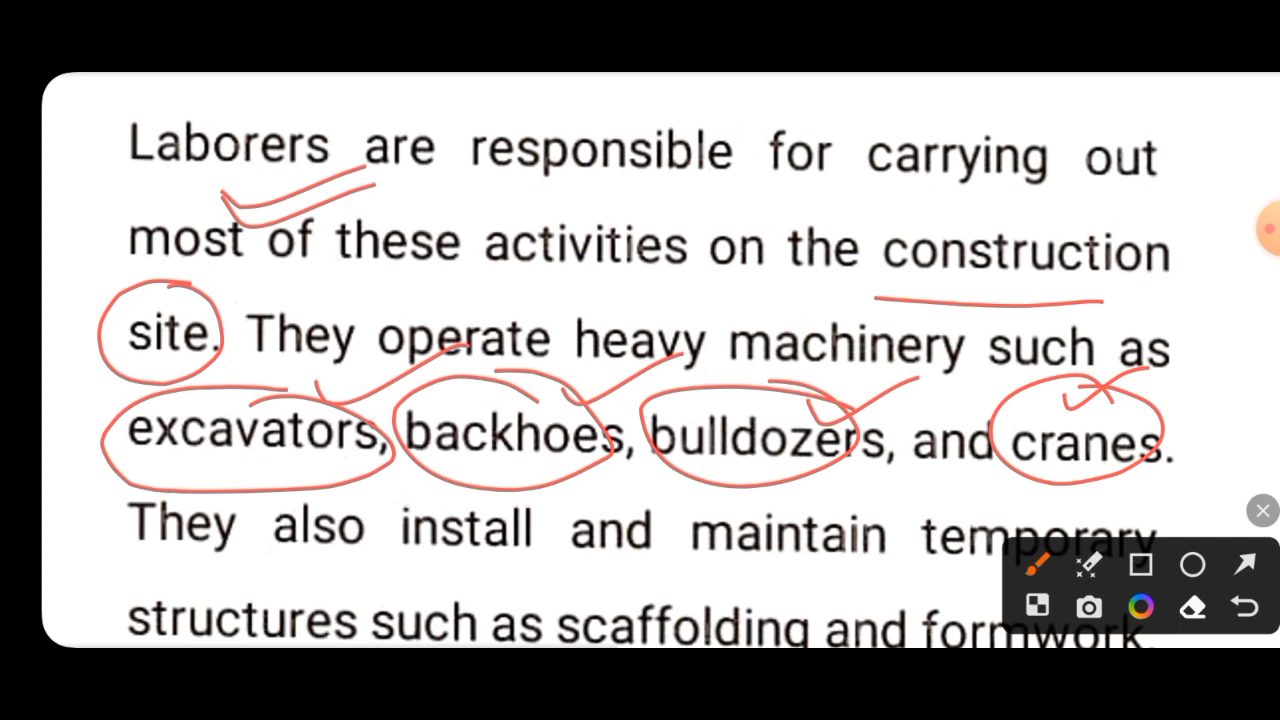 Laborers are responsible for carrying out
most of these activities on the construction
site. They operate heavy machinery such as
excavators, backhoes, bulldozers, and cranes.
They also install and maintain temporary
structures such as scaffolding and formwork.